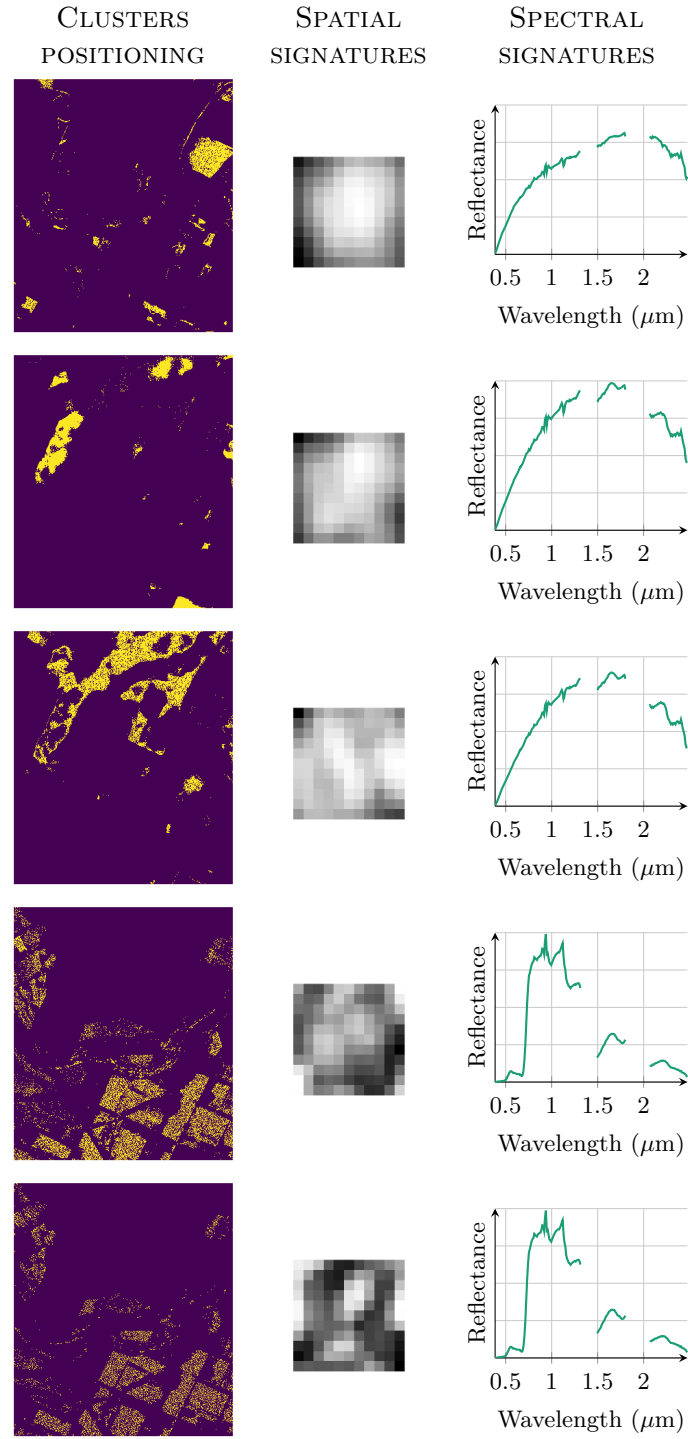 CLUSTERS POSITIONING
SPATIAL SIGNATURES
SPECTRAL SIGNATURES
Reflectance
0.5 1 1.5 2
Wavelength (μm)
Reflectance
0.5 1 1.5 2
Wavelength (μm)
Reflectance
0.5 1 1.5 2
Wavelength (μm)
Reflectance
0.5 1 1.5 2
Wavelength (μm)
Reflectance
0.5 1 1.5 2
Wavelength (μm)